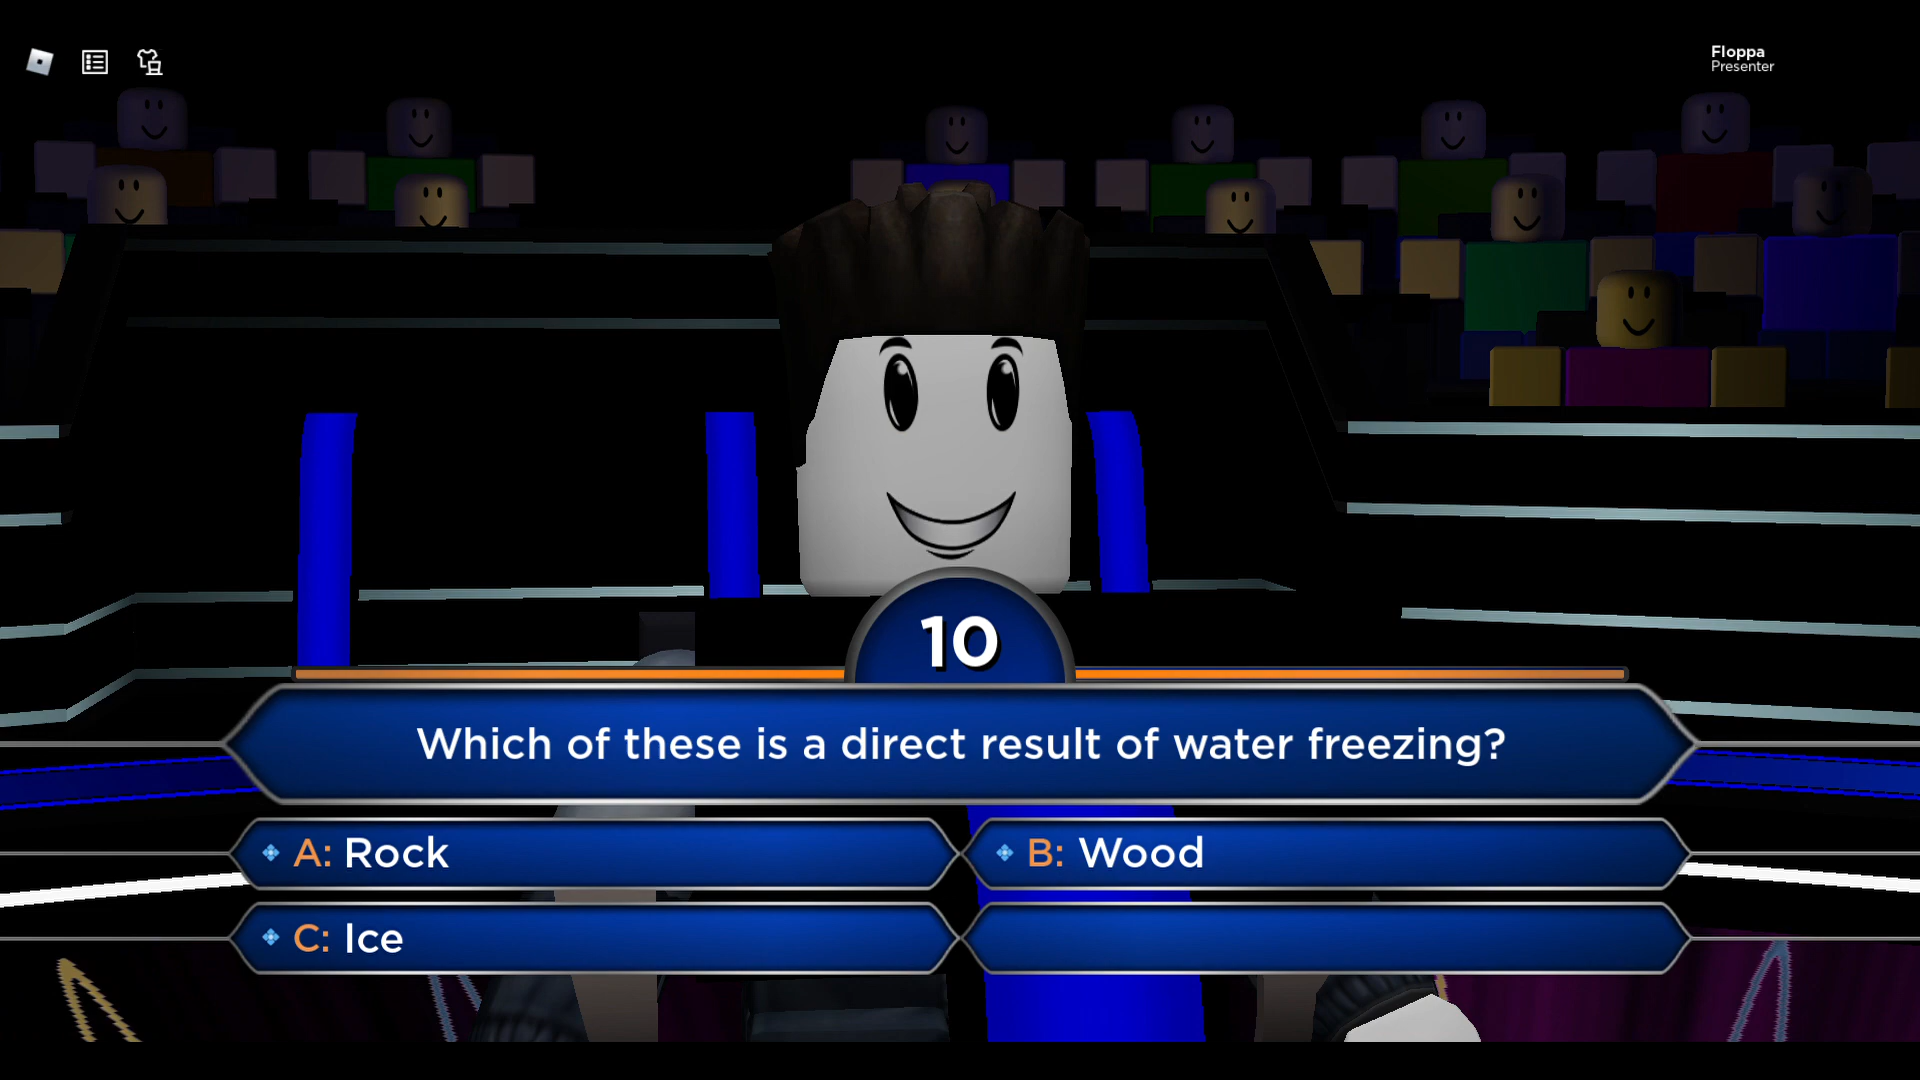 Floppa
Presenter
10
Which of these is a direct result of water freezing?
A: Rock
B: Wood
C: Ice